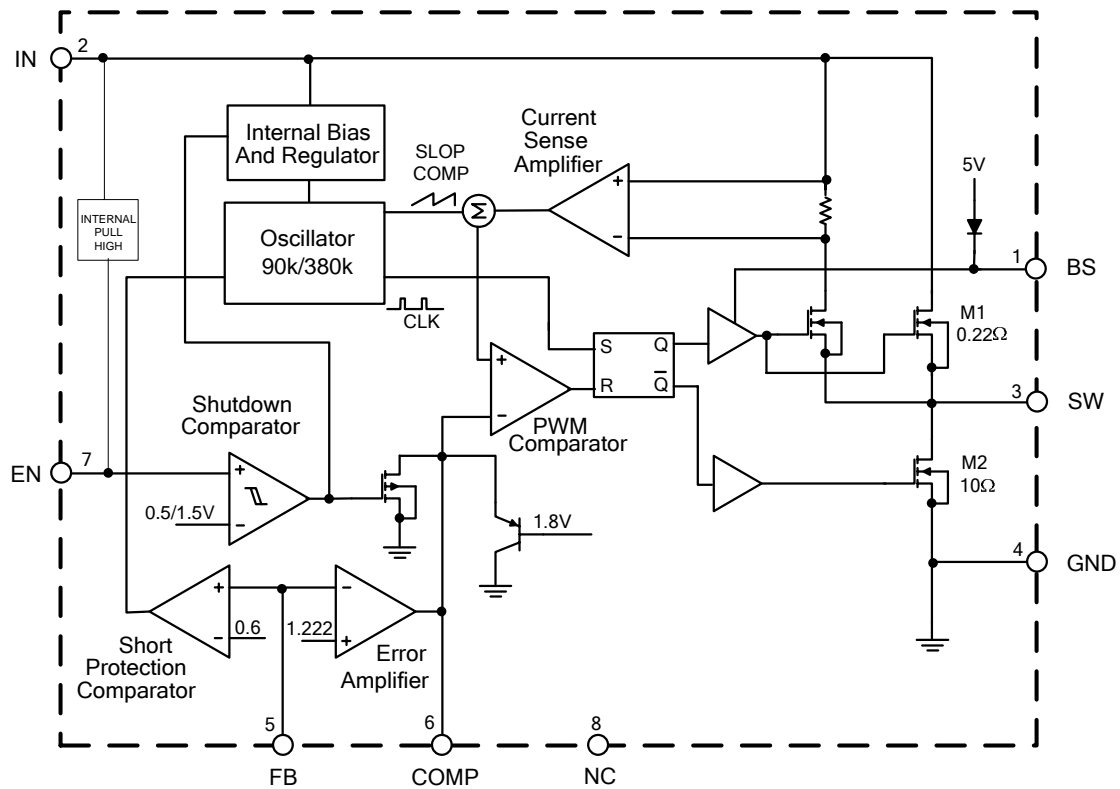 2
IN
Internal Bias
And Regulator
Current
Sense
Amplifier
SLOP
COMP
+
5V
INTERNAL
PULL
HIGH
Σ
Oscillator
90k/380k
−
1
BS
CLK
M1
0.22Ω
S
Q
+
R
Q
3
SW
Shutdown
Comparator
−
PWM
Comparator
7
EN
+
M2
10Ω
0.5/1.5V
−
1.8V
4
GND
+
−
−
0.6
1.222
+
Short
Protection
Comparator
Error
Amplifier
5
6
8
FB
COMP
NC